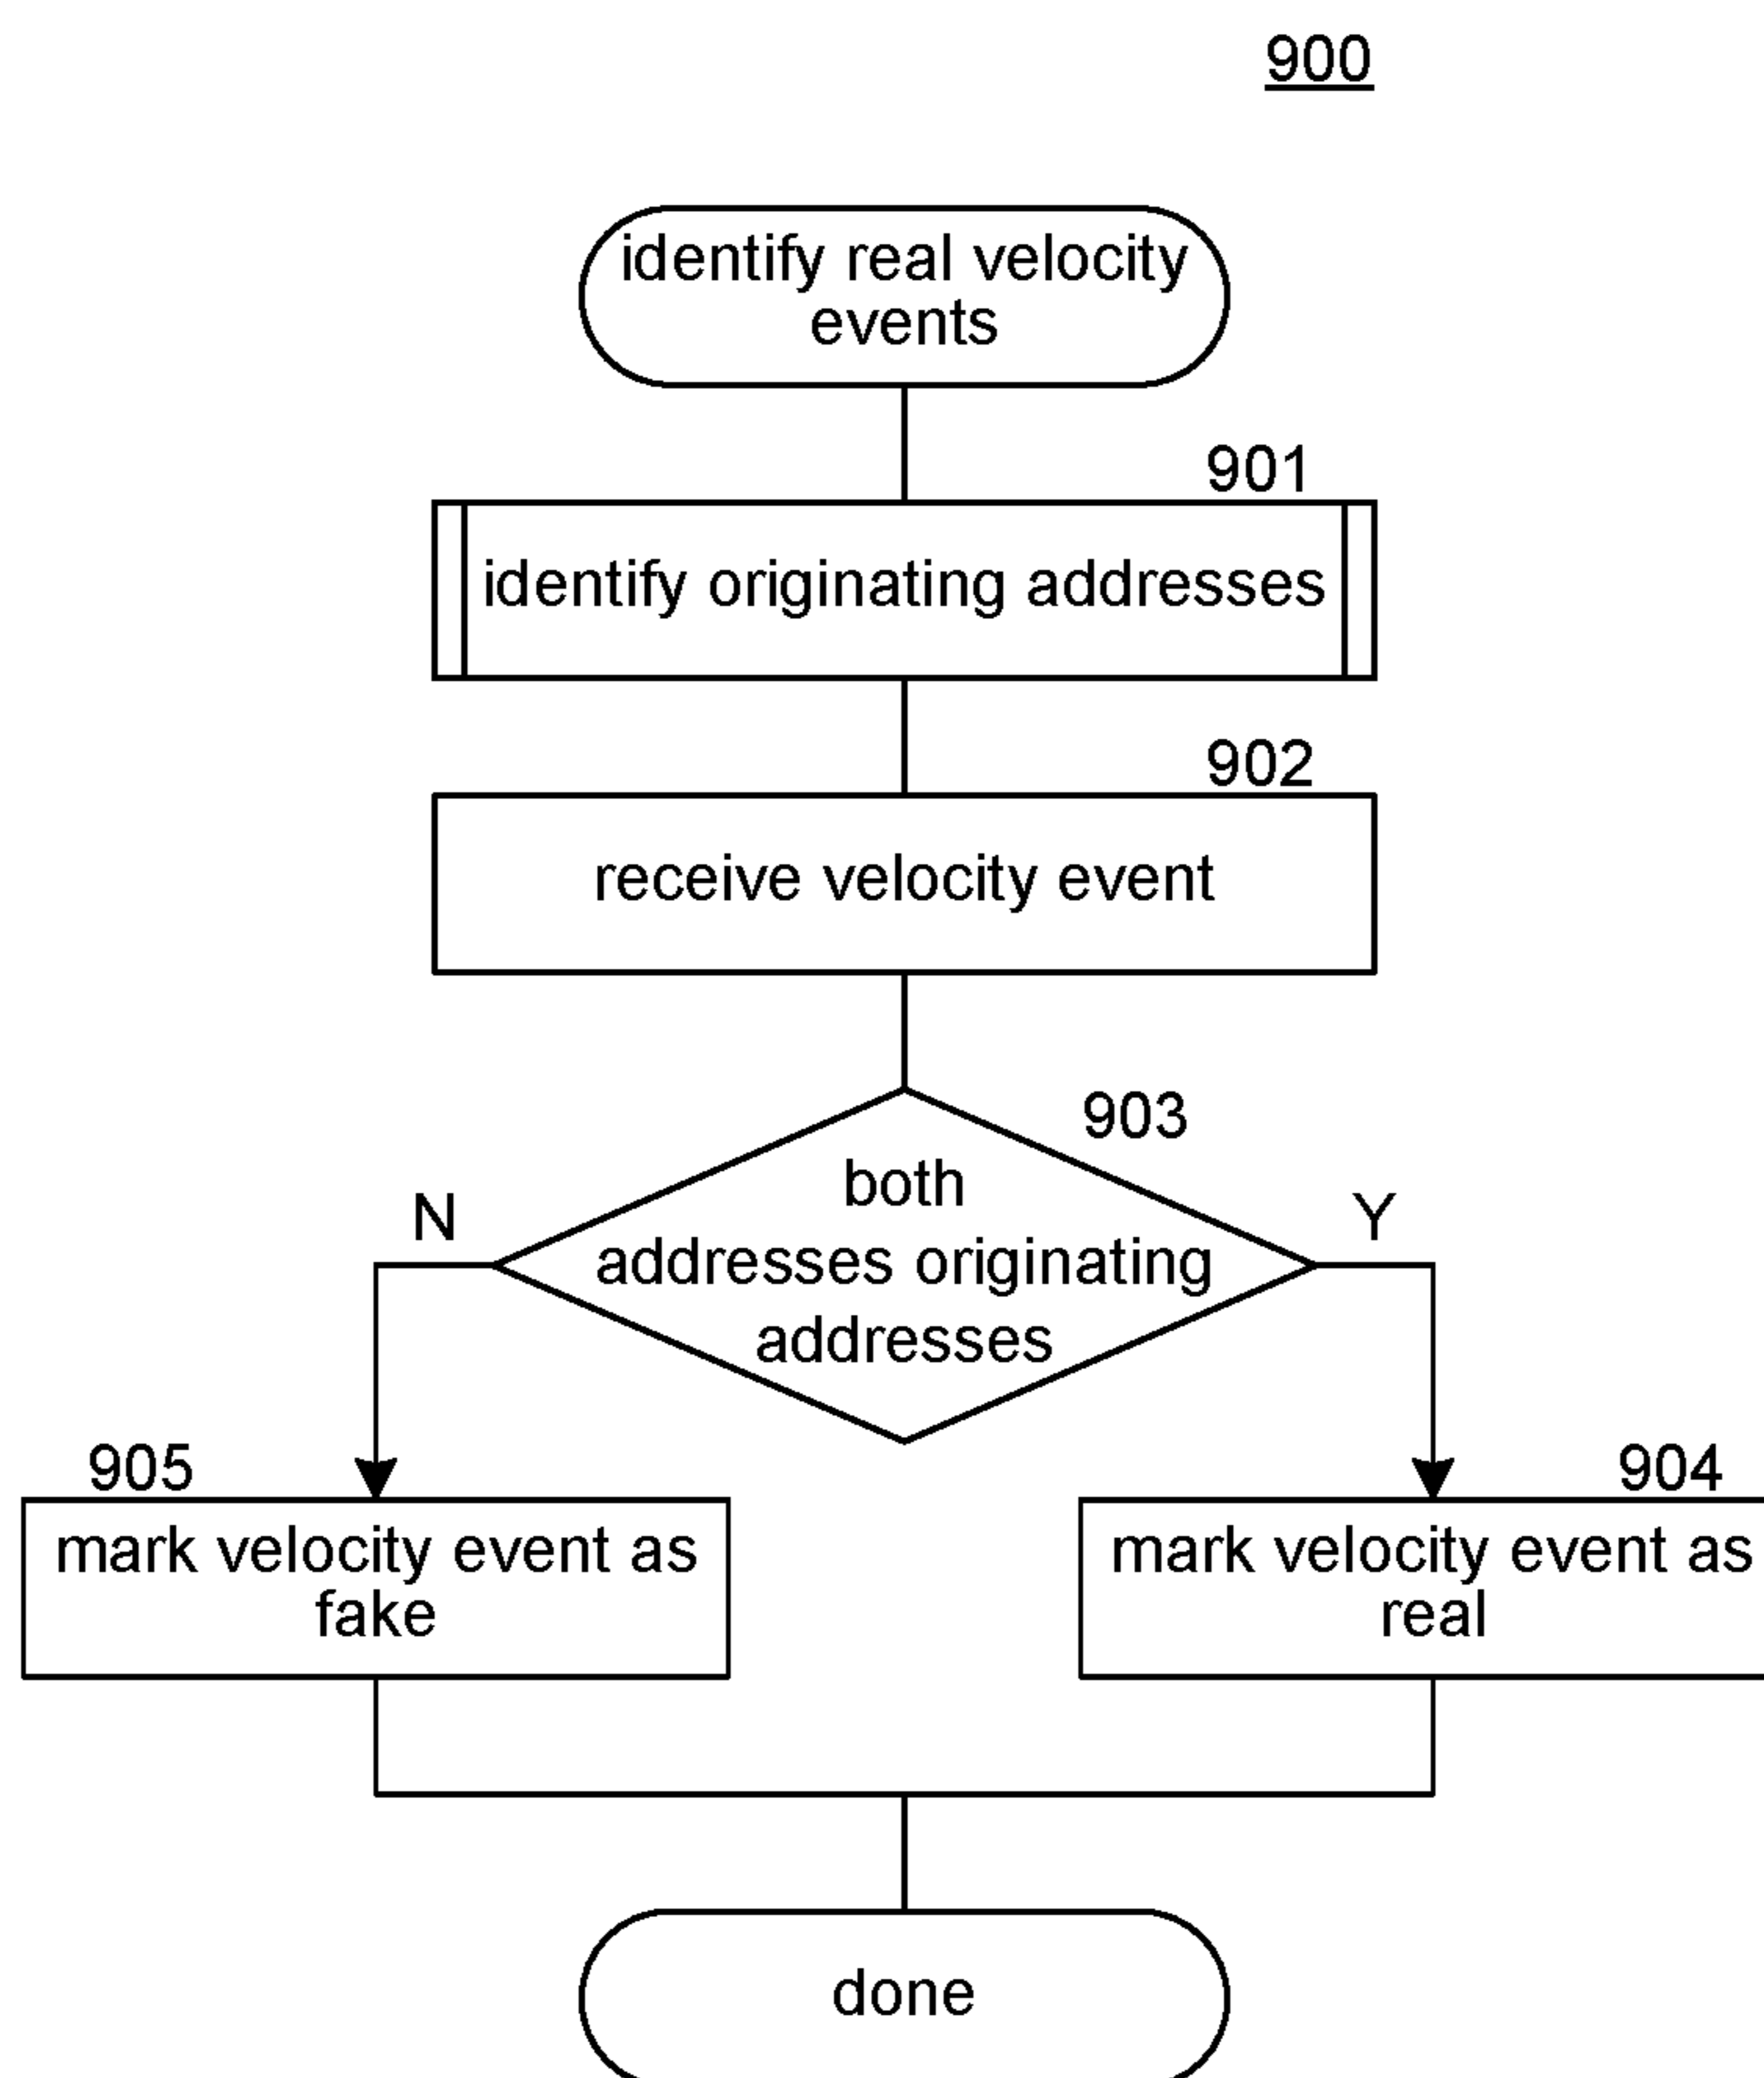 900
identify real velocity
events
901
identify originating addresses
902
receive velocity event
903
both
addresses originating
addresses
N
Y
905
mark velocity event as
fake
904
mark velocity event as
real
done